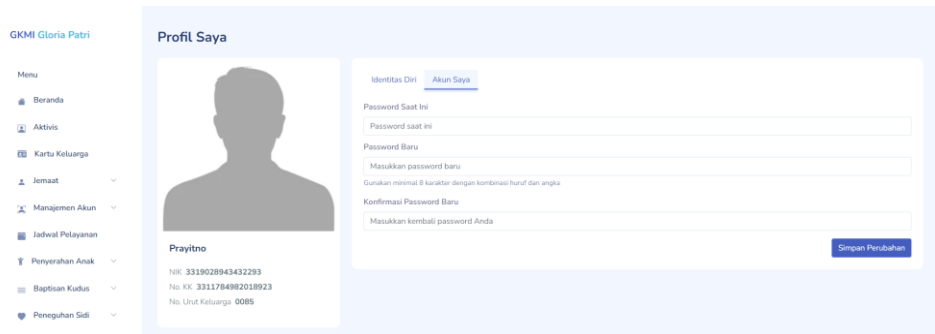 GKMI Gloria Patri
Menu
Beranda
Aktivis
Kartu Keluarga
Jemaat
Manajemen Akun
Jadwal Pelayanan
Penyerahan Anak
Baptisan Kudus
Peneguhan Sidi
Profil Saya
Prayitno
NIK 3319028943432293
No. KK 3311784982018923
No. Urut Keluarga 0085
Identitas Diri Akun Saya
Password Saat Ini
Password saat ini
Password Baru
Masukkan password baru
Gunakan minimal 8 karakter dengan kombinasi huruf dan angka
Konfirmasi Password Baru
Masukkan kembali password Anda
Simpan Perubahan